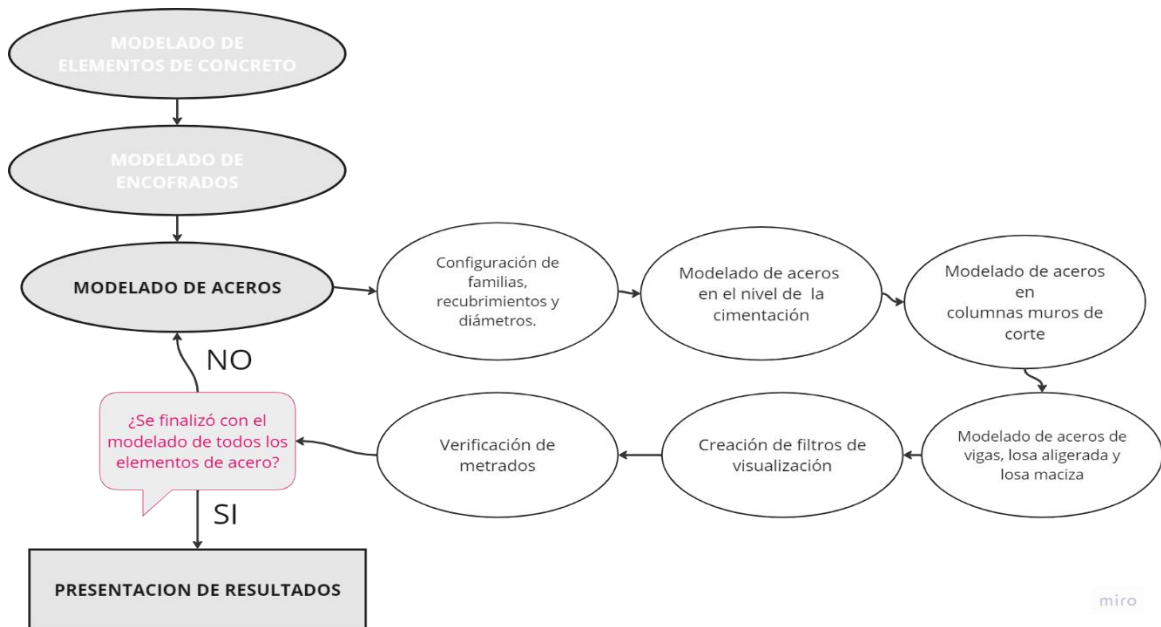 MODELADO DE
ELEMENTOS DE CONCRETO
MODELADO DE
ENCOFRADOS
MODELADO DE ACEROS
Configuración de
familias,
recubrimientos y
diámetros.
Modelado de aceros
en el nivel de la
cimentación
Modelado de aceros
en
columnas muros de
corte
NO
¿Se finalizó con el
modelado de todos los
elementos de acero?
Verificación de
metrados
Creación de filtros de
visualización
Modelado de aceros de
vigas, losa aligerada y
losa maciza
SI
PRESENTACION DE RESULTADOS
miro